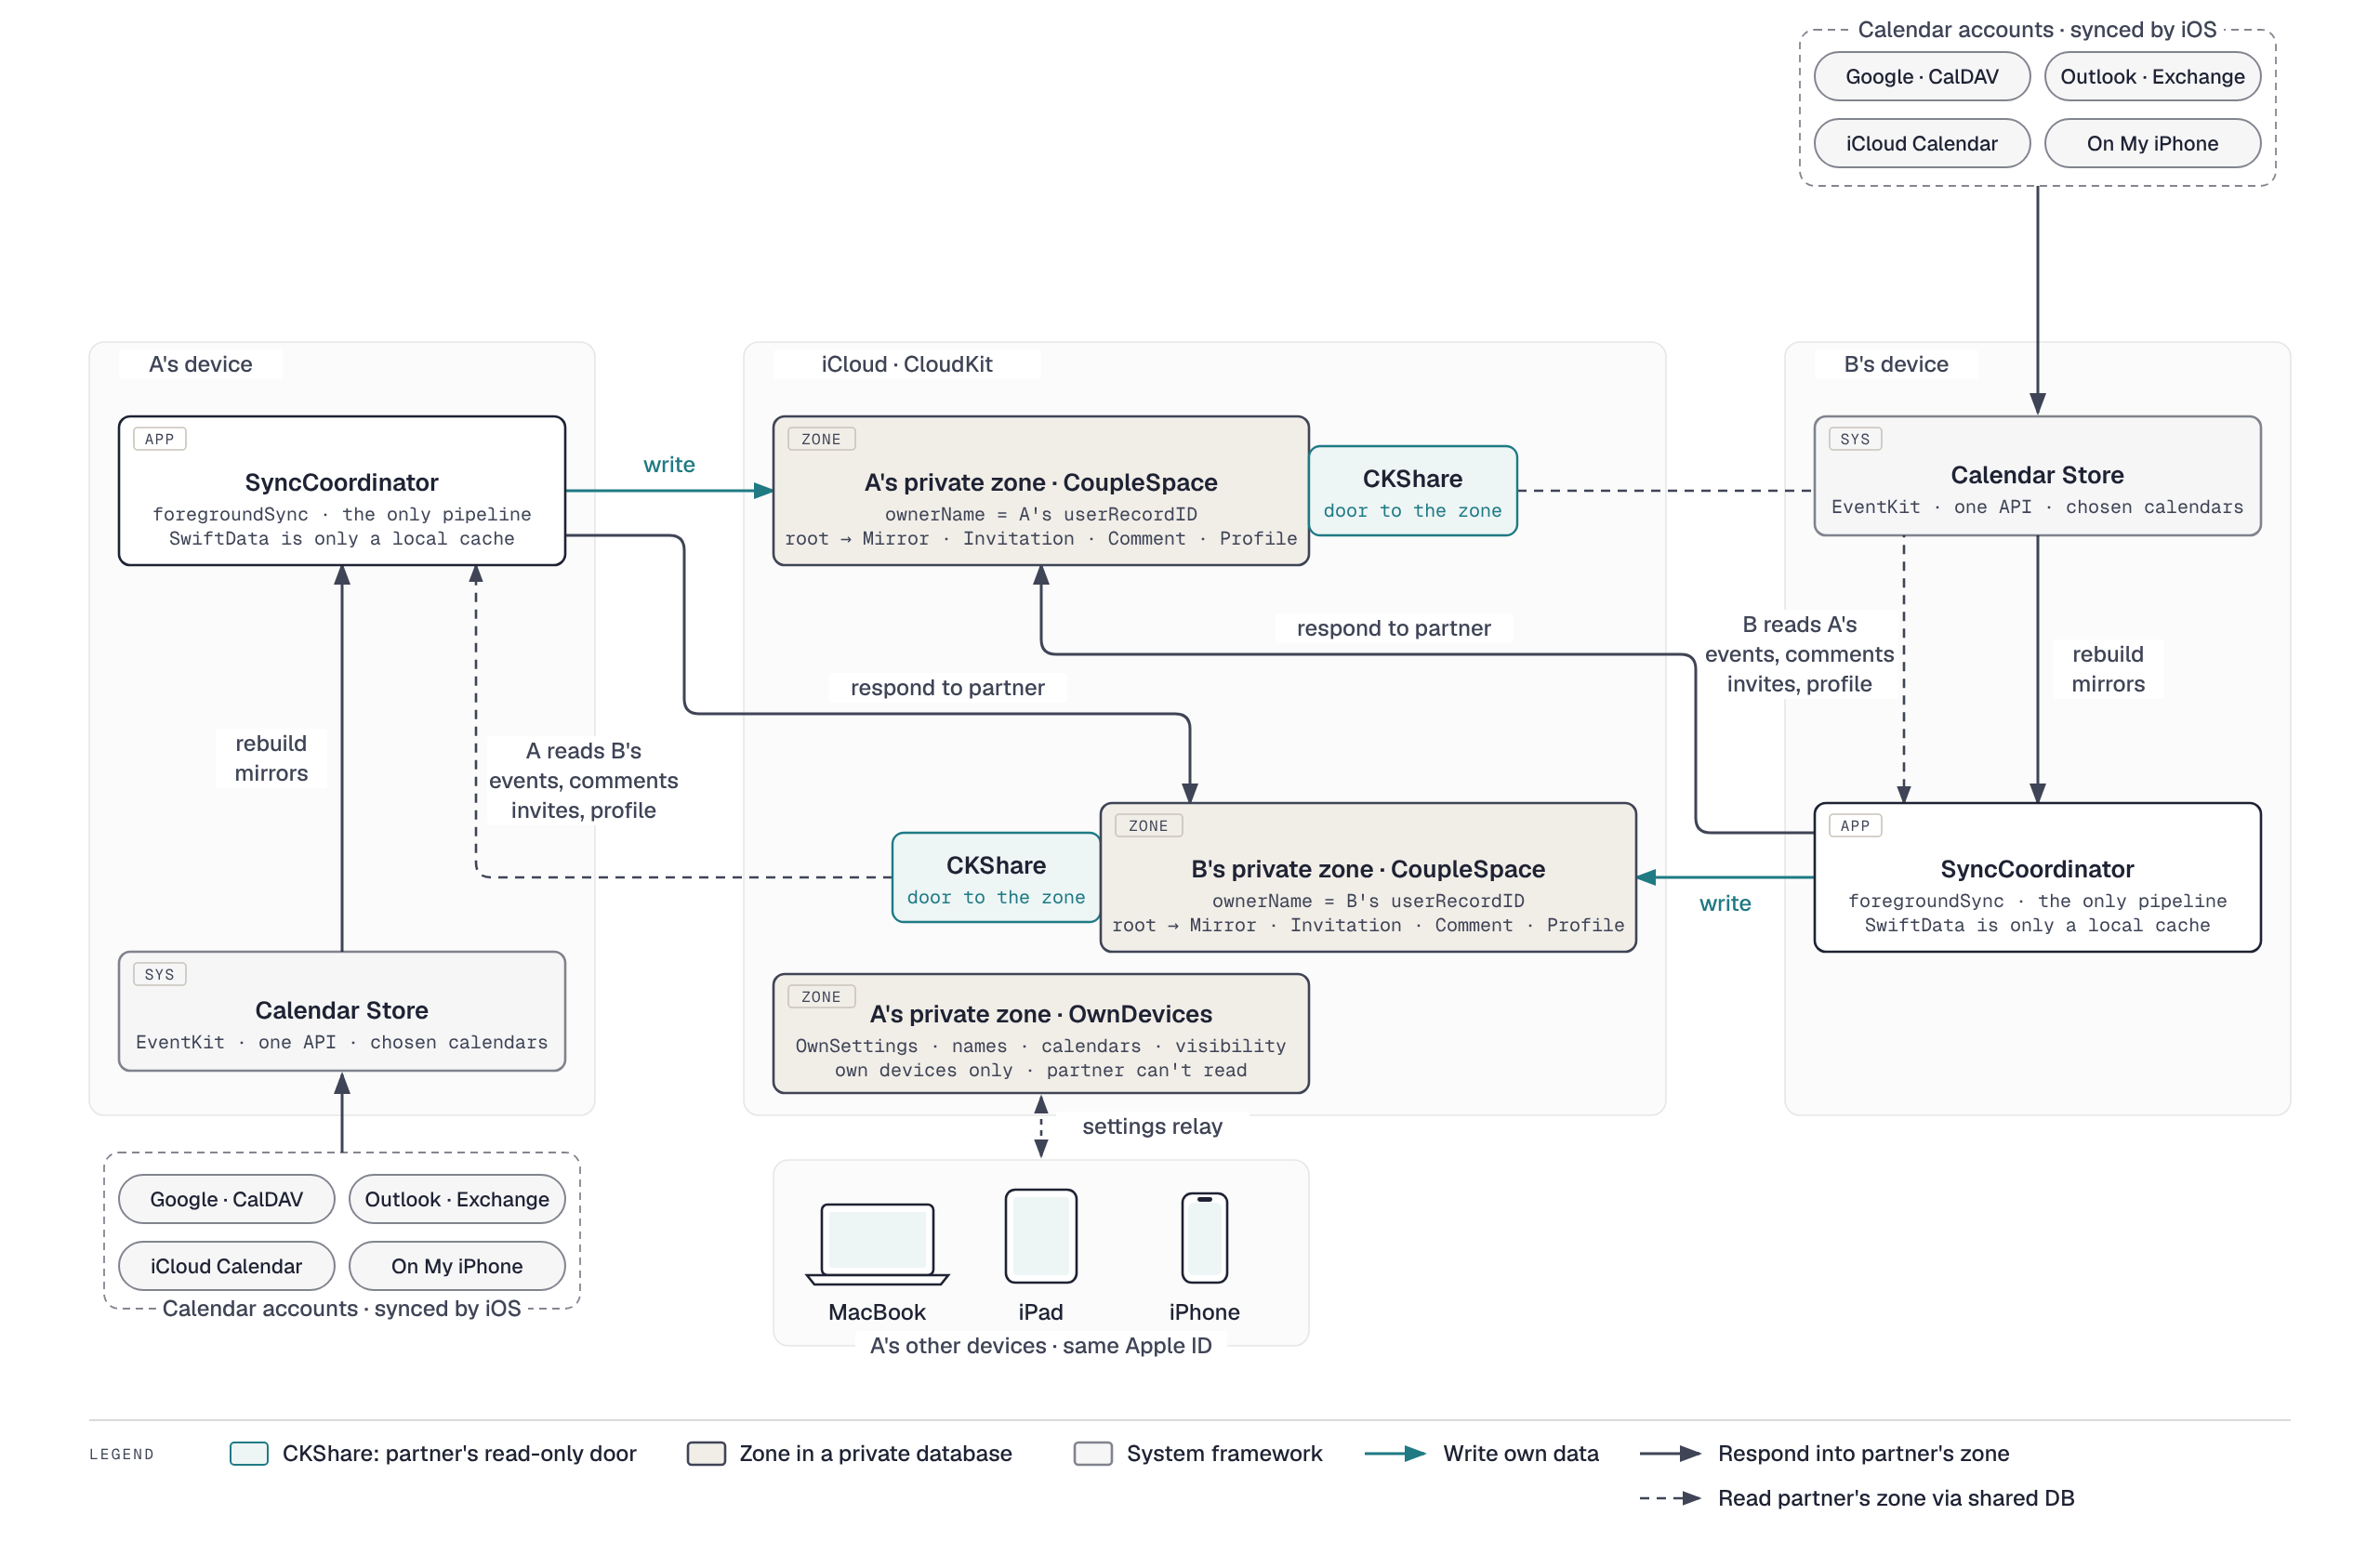 Calendar accounts · synced by iOS
Google · CalDAV
Outlook · Exchange
iCloud Calendar
On My iPhone
A's device
iCloud · CloudKit
B's device
APP
SyncCoordinator
foregroundSync · the only pipeline
SwiftData is only a local cache
write
ZONE
A's private zone · CoupleSpace
ownerName = A's userRecordID
root → Mirror · Invitation · Comment · Profile
CKShare
door to the zone
SYS
Calendar Store
EventKit · one API · chosen calendars
respond to partner
B reads A's
events, comments
invites, profile
rebuild
mirrors
respond to partner
rebuild
mirrors
A reads B's
events, comments
invites, profile
CKShare
door to the zone
ZONE
B's private zone · CoupleSpace
ownerName = B's userRecordID
root → Mirror · Invitation · Comment · Profile
write
APP
SyncCoordinator
foregroundSync · the only pipeline
SwiftData is only a local cache
SYS
Calendar Store
EventKit · one API · chosen calendars
ZONE
A's private zone · OwnDevices
OwnSettings · names · calendars · visibility
own devices only · partner can't read
settings relay
Google · CalDAV
Outlook · Exchange
iCloud Calendar
On My iPhone
Calendar accounts · synced by iOS
MacBook
iPad
iPhone
A's other devices · same Apple ID
LEGEND
CKShare: partner's read-only door
Zone in a private database
System framework
Write own data
Respond into partner's zone
Read partner's zone via shared DB